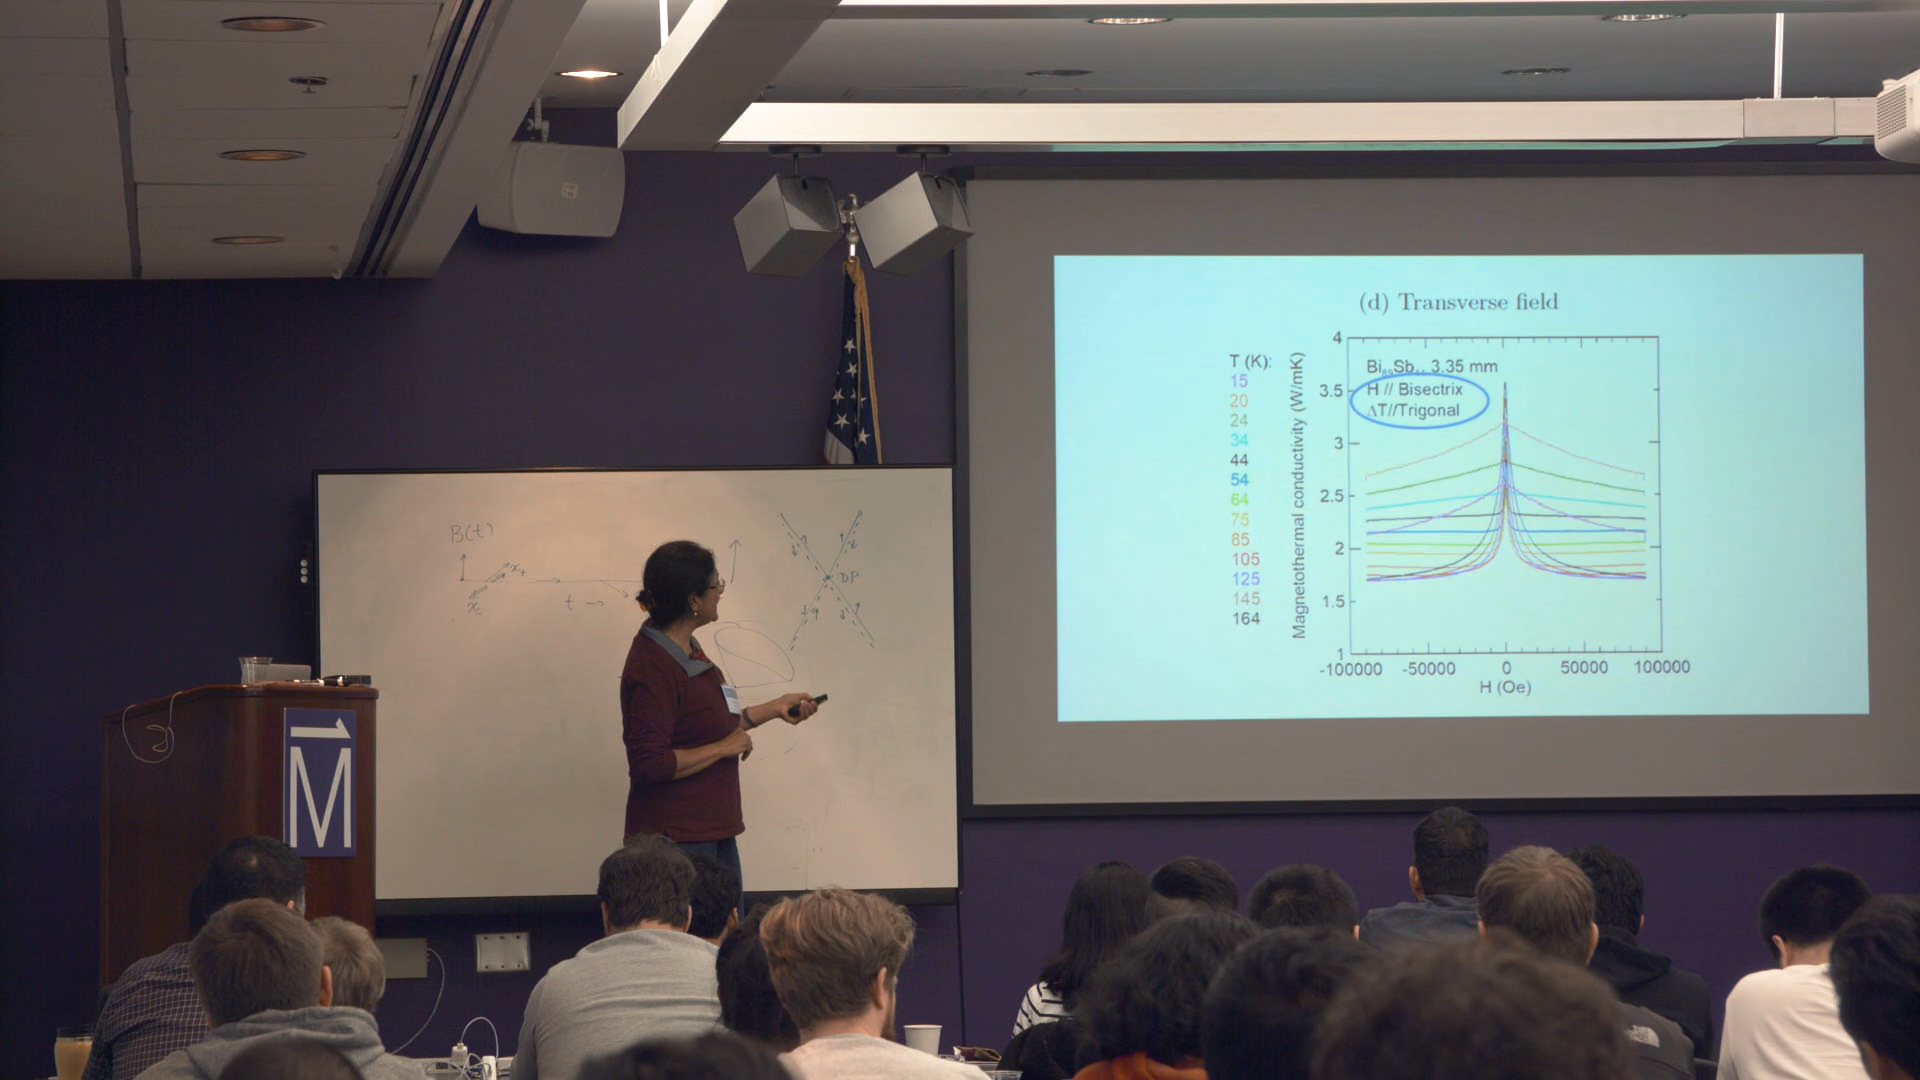 B(t)
x
t →
DP
M
(d) Transverse field
T (K):
15
20
24
34
44
54
64
75
85
105
125
145
164
Magnetothermal conductivity (W/mK)
4
3.5
3
2.5
2
1.5
1
3.35 mm
H // Bisectrix
ΔT//Trigonal
-100000 -50000 0 50000 100000
H (Oe)